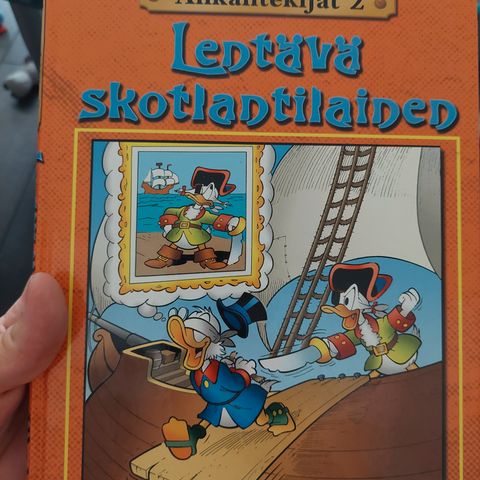 Ankantekijät 2
Lentävä
skotlantilainen